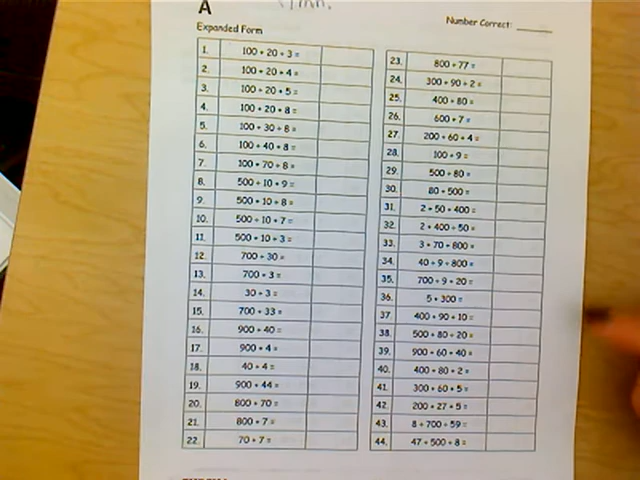 A
Number Correct: ______
Expanded Form
1. 100 + 20 + 3 =
2. 100 + 20 + 4 =
3. 100 + 20 + 5 =
4. 100 + 20 + 8 =
5. 100 + 30 + 8 =
6. 100 + 40 + 8 =
7. 100 + 70 + 8 =
8. 500 + 10 + 9 =
9. 500 + 10 + 8 =
10. 500 + 10 + 7 =
11. 500 + 10 + 3 =
12. 700 + 30 =
13. 700 + 3 =
14. 30 + 3 =
15. 700 + 33 =
16. 900 + 40 =
17. 900 + 4 =
18. 40 + 4 =
19. 900 + 44 =
20. 800 + 70 =
21. 800 + 7 =
22. 70 + 7 =
23. 800 + 77 =
24. 300 + 90 + 2 =
25. 400 + 80 =
26. 600 + 7 =
27. 200 + 60 + 4 =
28. 100 + 9 =
29. 500 + 80 =
30. 80 + 500 =
31. 2 + 50 + 400 =
32. 2 + 400 + 50 =
33. 3 + 70 + 800 =
34. 40 + 9 + 800 =
35. 700 + 9 + 20 =
36. 5 + 300 =
37. 400 + 90 + 10 =
38. 500 + 80 + 20 =
39. 900 + 60 + 40 =
40. 400 + 80 + 2 =
41. 300 + 60 + 5 =
42. 200 + 27 + 5 =
43. 8 + 700 + 59 =
44. 47 + 500 + 8 =